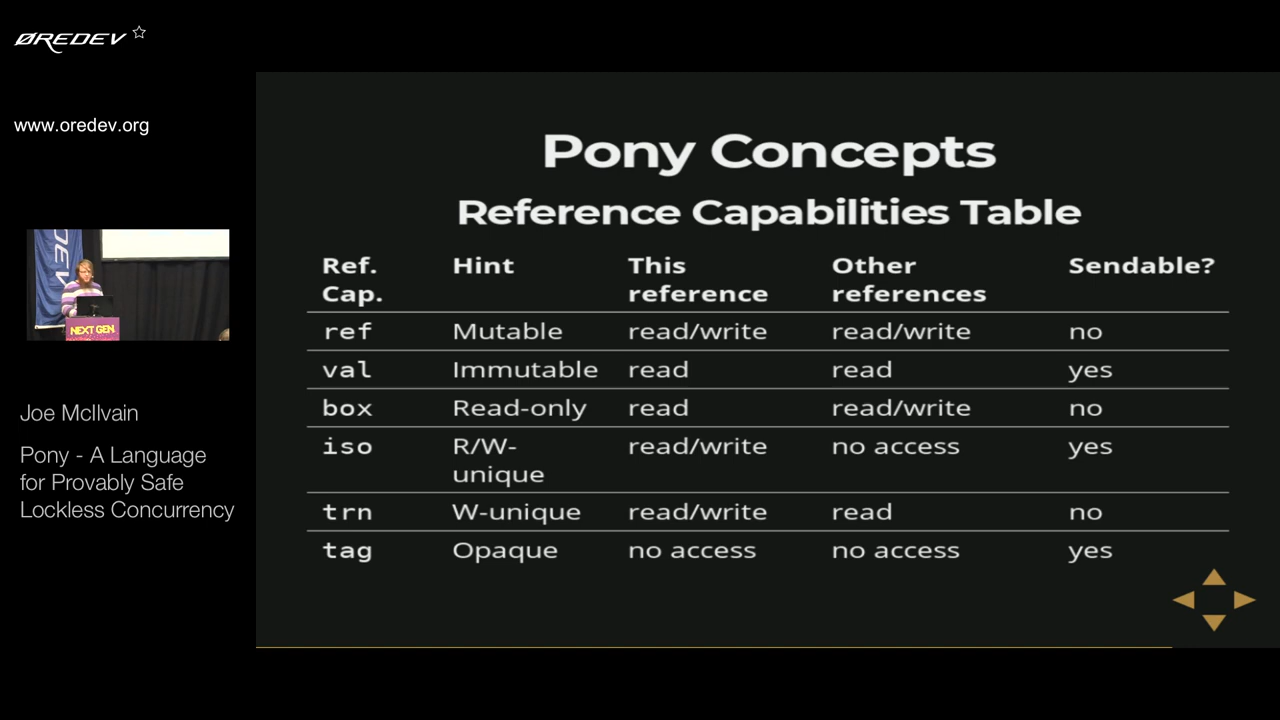 ØREDEV
www.oredev.org
DEV
NEXT GEN
Joe McIlvain
Pony - A Language
for Provably Safe
Lockless Concurrency
Pony Concepts
Reference Capabilities Table
Ref. Cap. Hint This reference Other references Sendable?
ref Mutable read/write read/write no
val Immutable read read yes
box Read-only read read/write no
iso R/W-unique read/write no access yes
trn W-unique read/write read no
tag Opaque no access no access yes